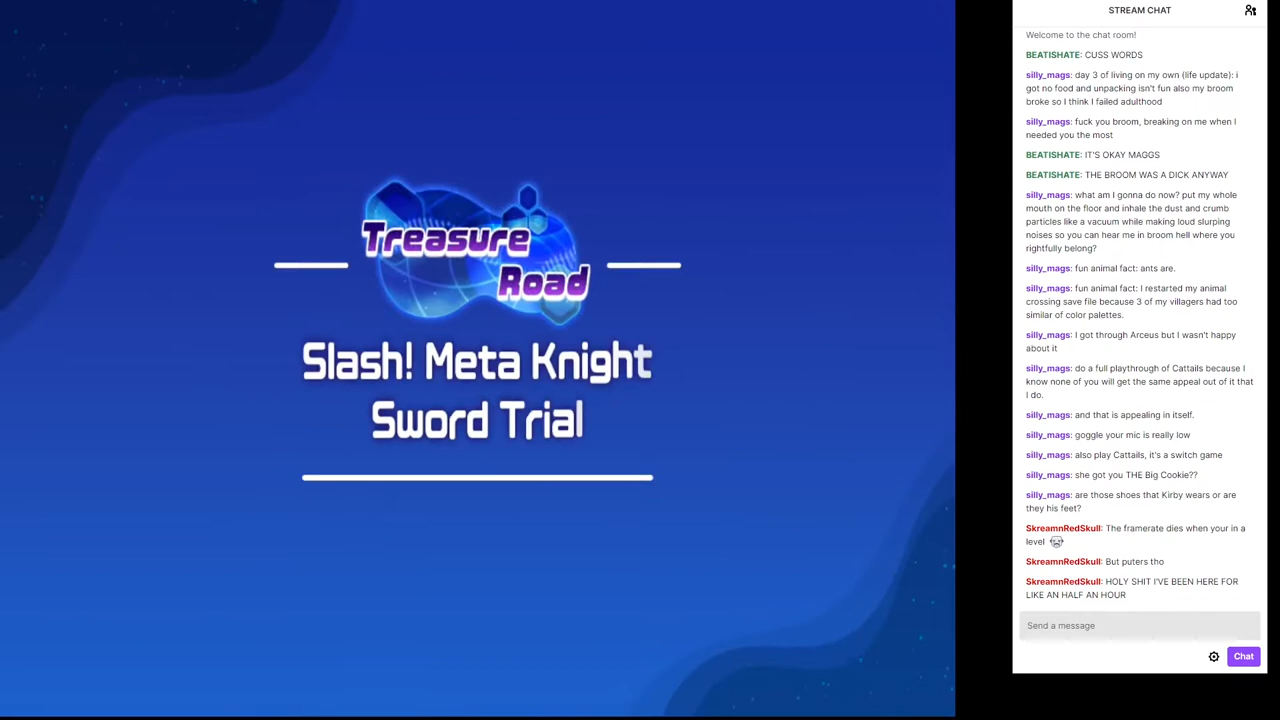 Treasure
Road
Slash! Meta Knight
Sword Trial
STREAM CHAT
Welcome to the chat room!
BEATISHATE: CUSS WORDS
silly_mags: day 3 of living on my own (life update): i
got no food and unpacking isn't fun also my broom
broke so I think I failed adulthood
silly_mags: fuck you broom, breaking on me when I
needed you the most
BEATISHATE: IT'S OKAY MAGGS
BEATISHATE: THE BROOM WAS A DICK ANYWAY
silly_mags: what am I gonna do now? put my whole
mouth on the floor and inhale the dust and crumb
particles like a vacuum while making loud slurping
noises so you can hear me in broom hell where you
rightfully belong?
silly_mags: fun animal fact: ants are.
silly_mags: fun animal fact: I restarted my animal
crossing save file because 3 of my villagers had too
similar of color palettes.
silly_mags: I got through Arceus but I wasn't happy
about it
silly_mags: do a full playthrough of Cattails because I
know none of you will get the same appeal out of it that
I do.
silly_mags: and that is appealing in itself.
silly_mags: goggle your mic is really low
silly_mags: also play Cattails, it's a switch game
silly_mags: she got you THE Big Cookie??
silly_mags: are those shoes that Kirby wears or are
they his feet?
SkreamnRedSkull: The framerate dies when your in a
level
SkreamnRedSkull: But puters tho
SkreamnRedSkull: HOLY SHIT I'VE BEEN HERE FOR
LIKE AN HALF AN HOUR
Send a message
Chat